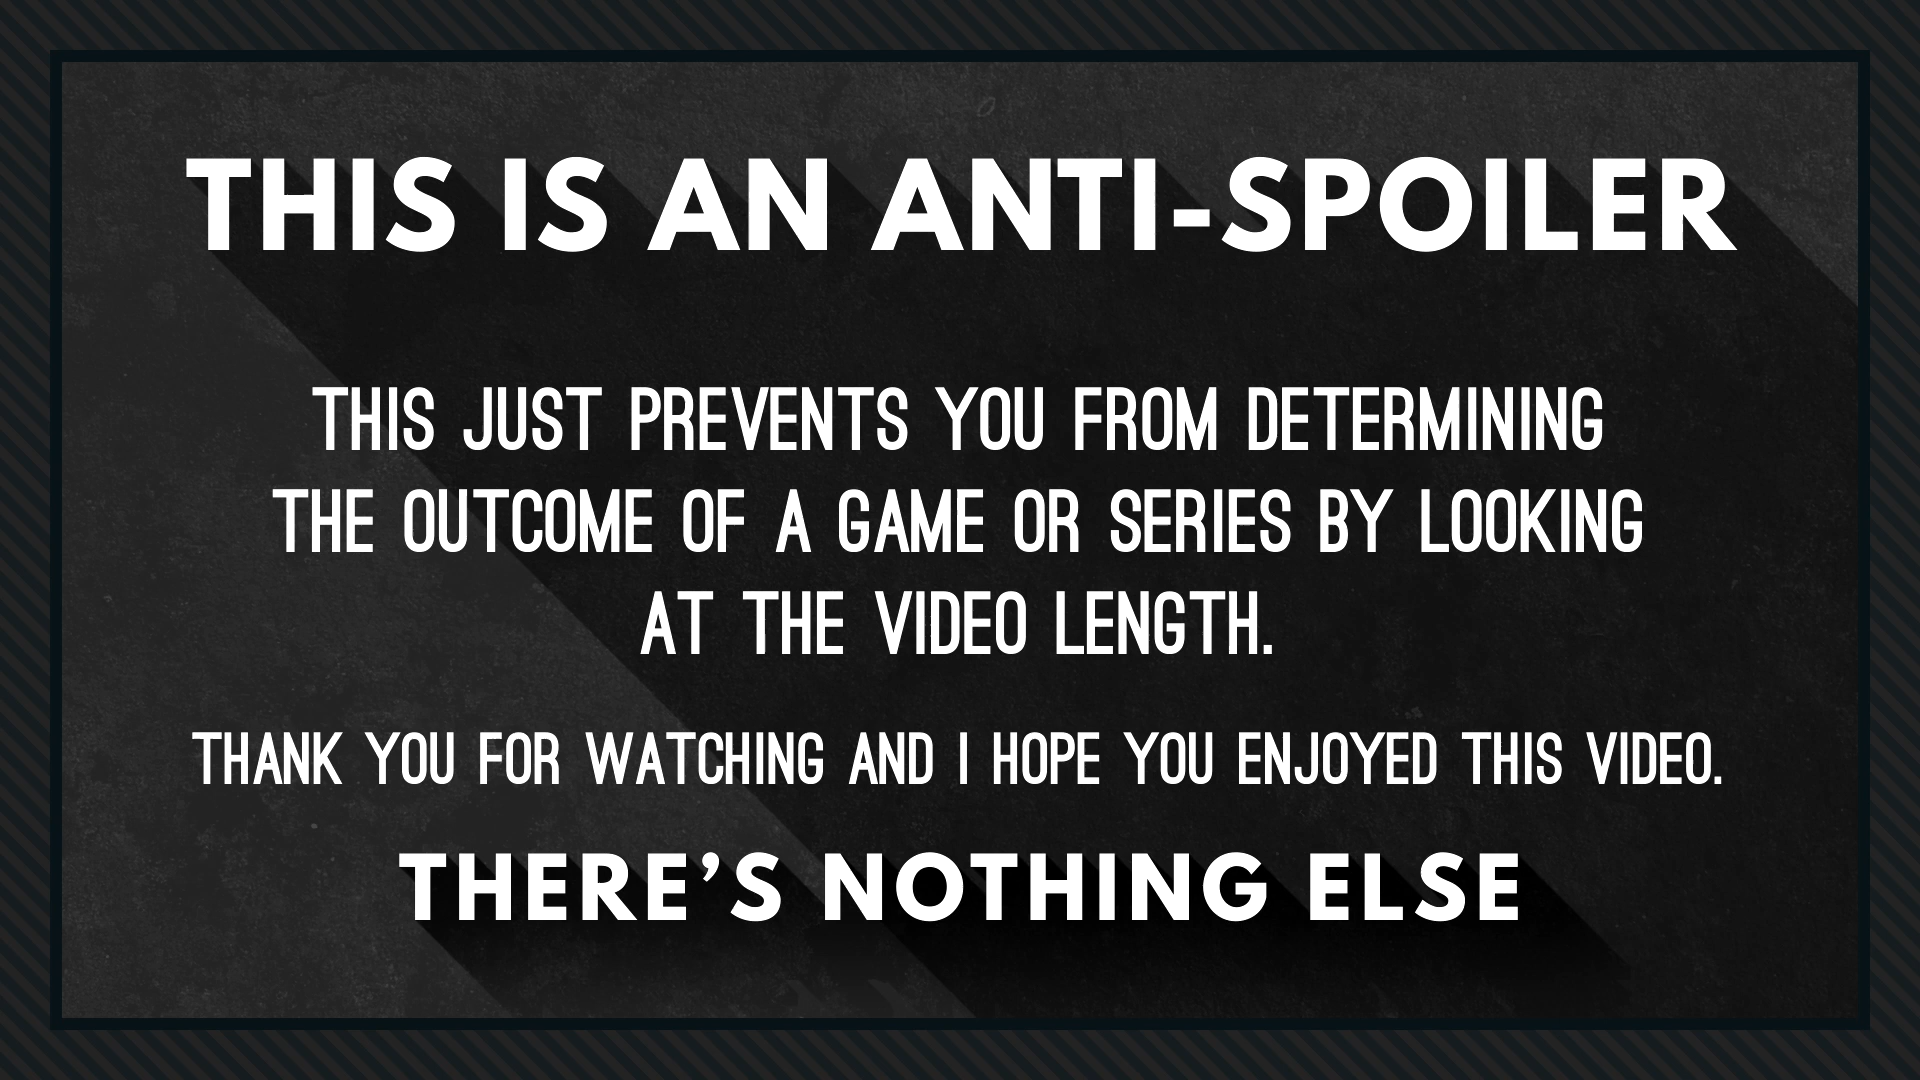 THIS IS AN ANTI-SPOILER
THIS JUST PREVENTS YOU FROM DETERMINING
THE OUTCOME OF A GAME OR SERIES BY LOOKING
AT THE VIDEO LENGTH.
THANK YOU FOR WATCHING AND I HOPE YOU ENJOYED THIS VIDEO.
THERE’S NOTHING ELSE